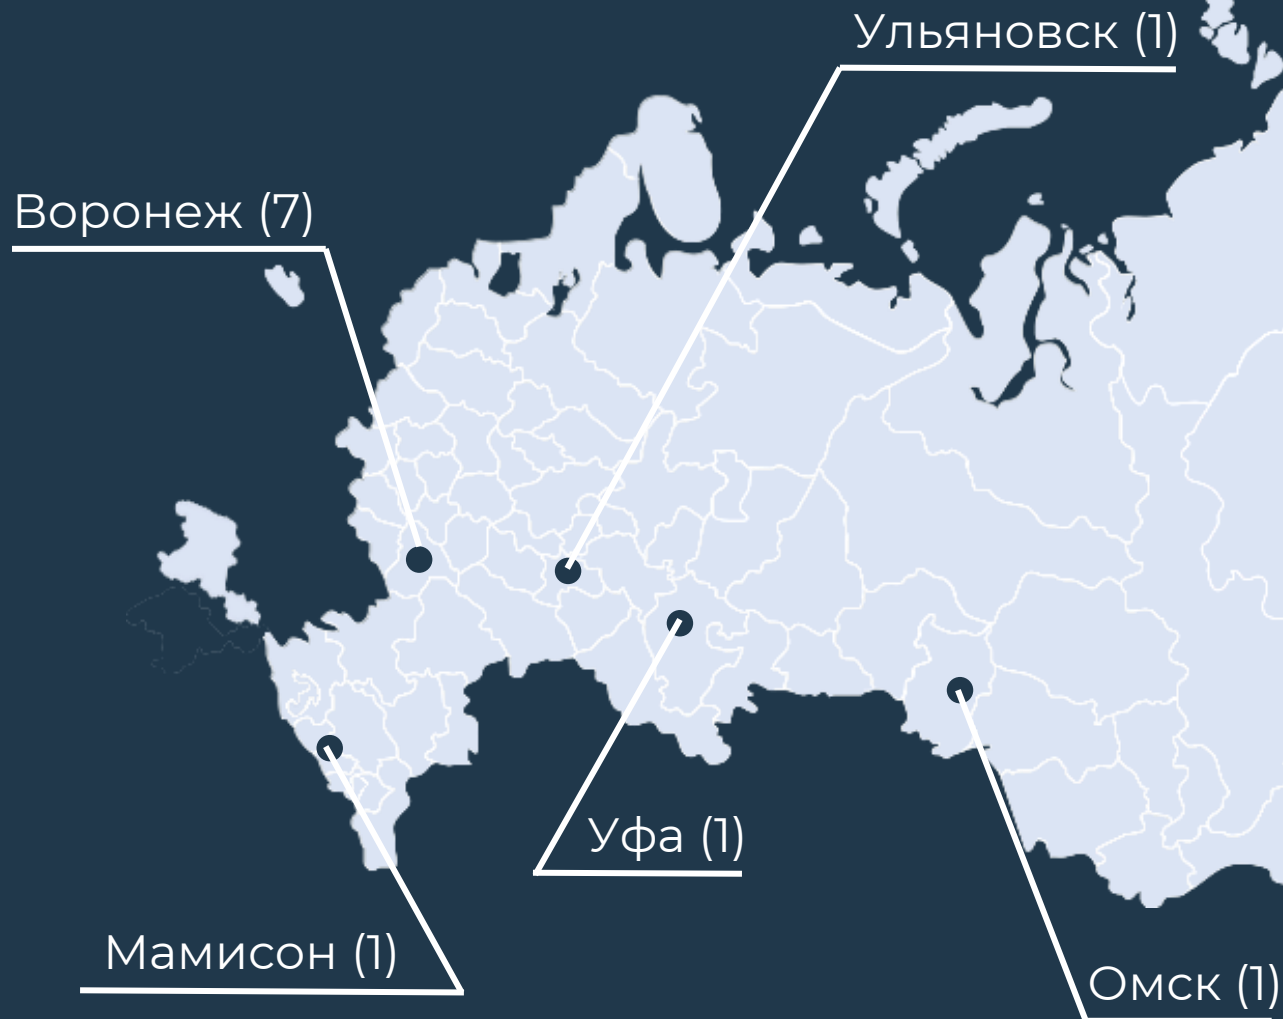 Ульяновск (1)
Воронеж (7)
Уфа (1)
Мамисон (1)
Омск (1)